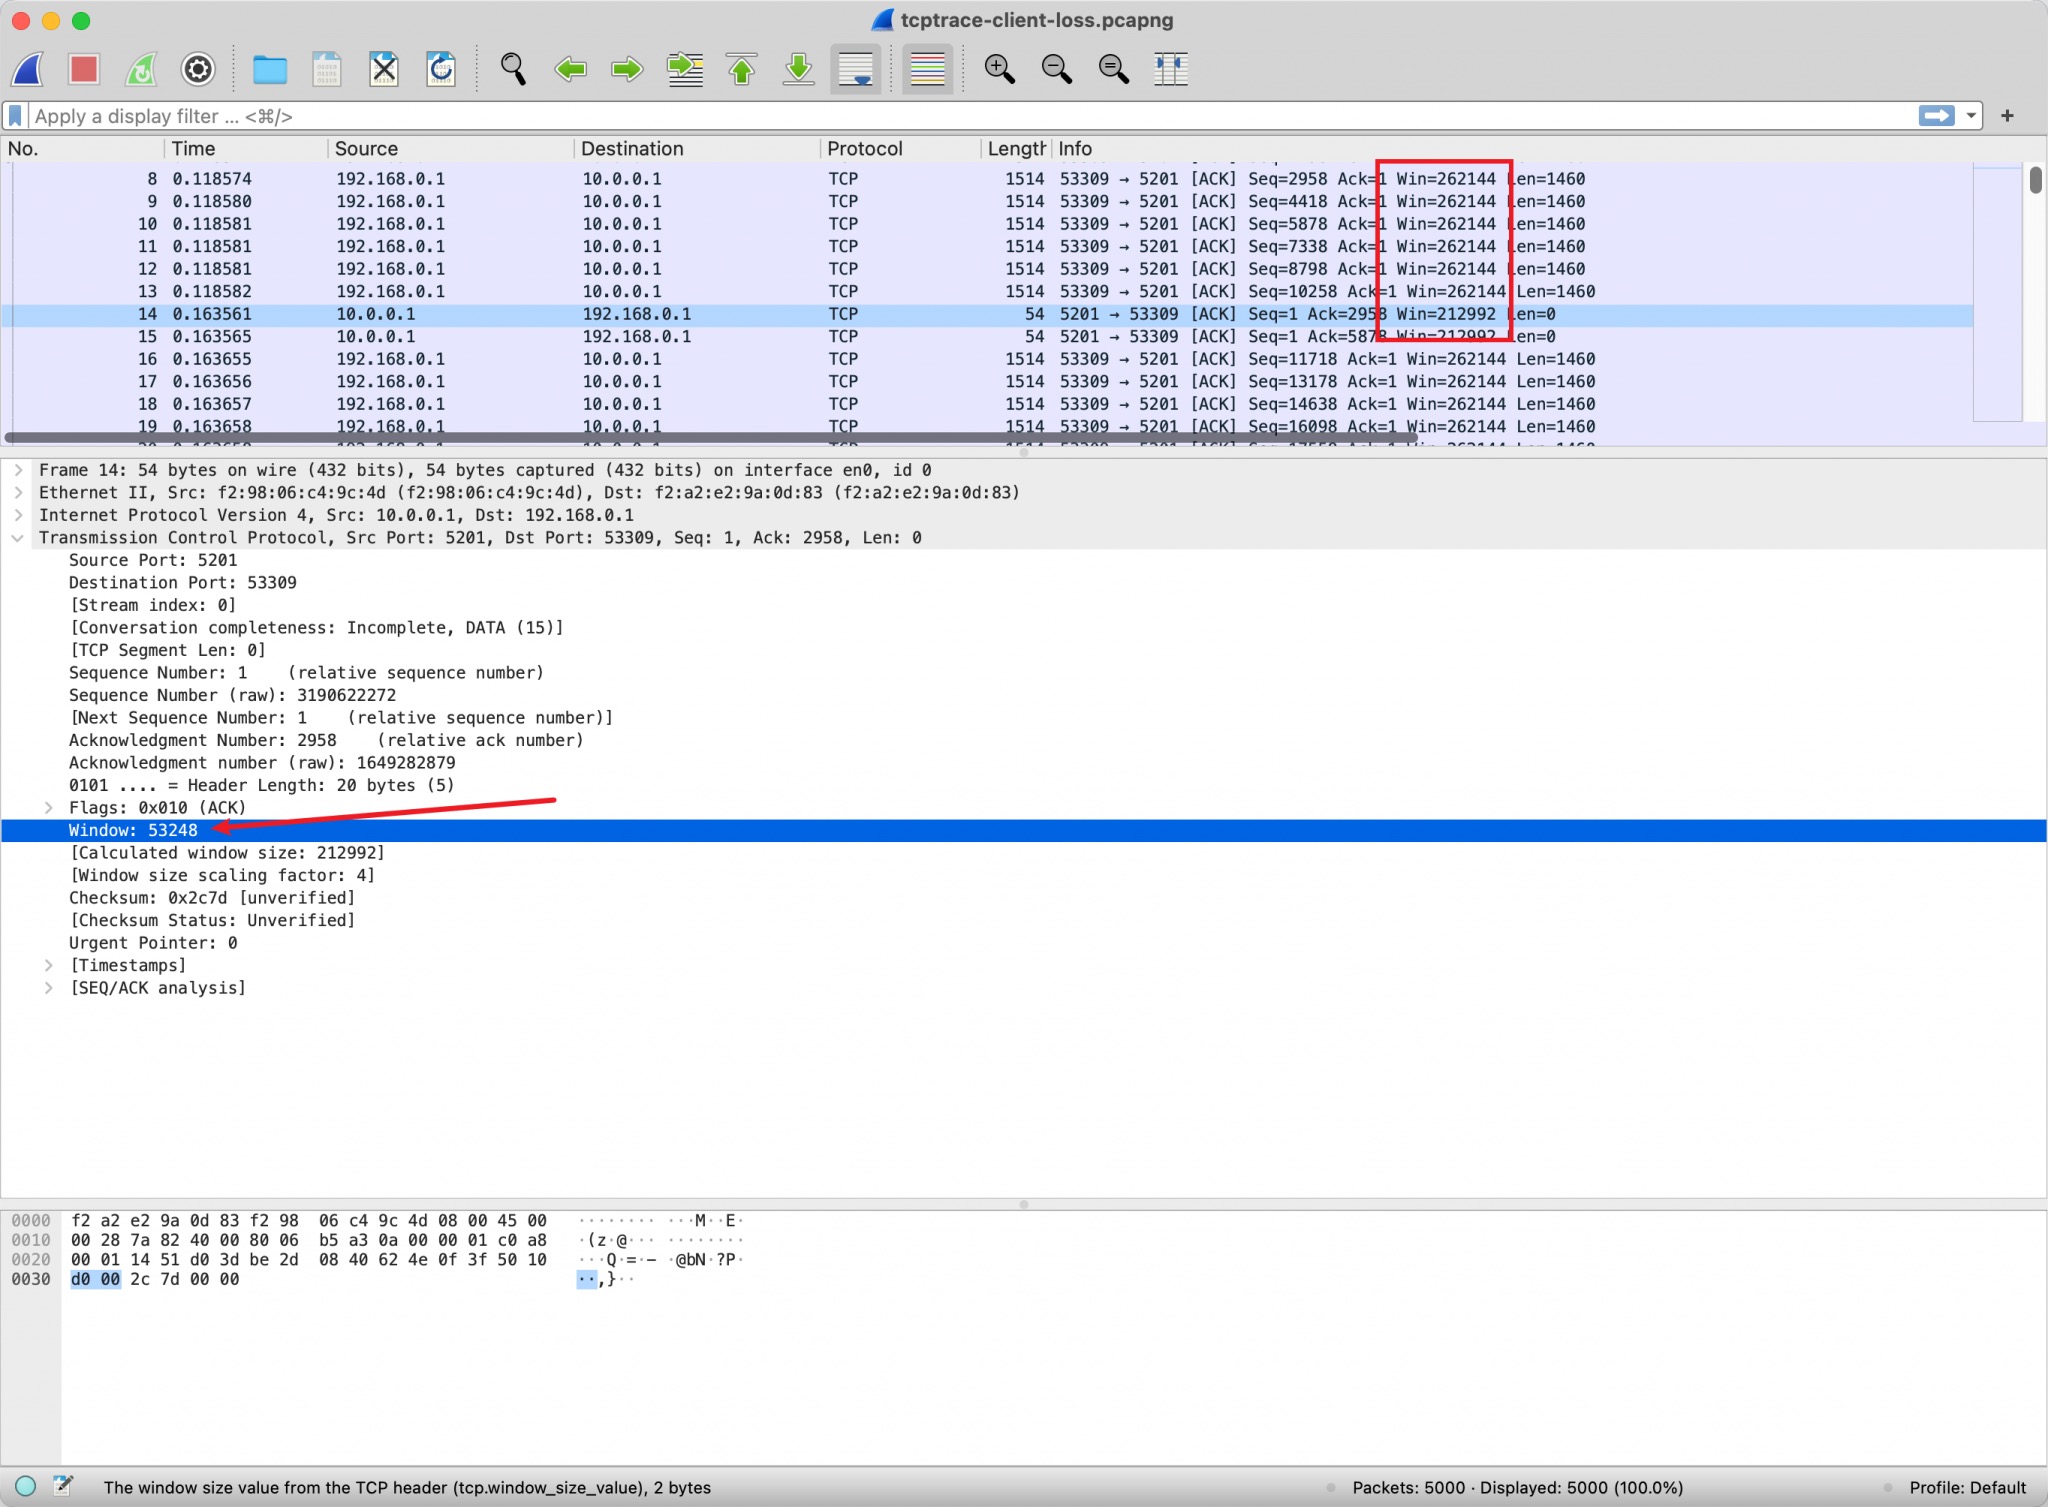 tcptrace-client-loss.pcapng
Apply a display filter ... <⌘/>
No. Time Source Destination Protocol Length Info
8 0.118574 192.168.0.1 10.0.0.1 TCP 1514 53309 → 5201 [ACK] Seq=2958 Ack=1 Win=262144 Len=1460
9 0.118580 192.168.0.1 10.0.0.1 TCP 1514 53309 → 5201 [ACK] Seq=4418 Ack=1 Win=262144 Len=1460
10 0.118581 192.168.0.1 10.0.0.1 TCP 1514 53309 → 5201 [ACK] Seq=5878 Ack=1 Win=262144 Len=1460
11 0.118581 192.168.0.1 10.0.0.1 TCP 1514 53309 → 5201 [ACK] Seq=7338 Ack=1 Win=262144 Len=1460
12 0.118581 192.168.0.1 10.0.0.1 TCP 1514 53309 → 5201 [ACK] Seq=8798 Ack=1 Win=262144 Len=1460
13 0.118582 192.168.0.1 10.0.0.1 TCP 1514 53309 → 5201 [ACK] Seq=10258 Ack=1 Win=262144 Len=1460
14 0.163561 10.0.0.1 192.168.0.1 TCP 54 5201 → 53309 [ACK] Seq=1 Ack=2958 Win=212992 Len=0
15 0.163565 10.0.0.1 192.168.0.1 TCP 54 5201 → 53309 [ACK] Seq=1 Ack=5878 Win=212992 Len=0
16 0.163655 192.168.0.1 10.0.0.1 TCP 1514 53309 → 5201 [ACK] Seq=11718 Ack=1 Win=262144 Len=1460
17 0.163656 192.168.0.1 10.0.0.1 TCP 1514 53309 → 5201 [ACK] Seq=13178 Ack=1 Win=262144 Len=1460
18 0.163657 192.168.0.1 10.0.0.1 TCP 1514 53309 → 5201 [ACK] Seq=14638 Ack=1 Win=262144 Len=1460
19 0.163658 192.168.0.1 10.0.0.1 TCP 1514 53309 → 5201 [ACK] Seq=16098 Ack=1 Win=262144 Len=1460
Frame 14: 54 bytes on wire (432 bits), 54 bytes captured (432 bits) on interface en0, id 0
Ethernet II, Src: f2:98:06:c4:9c:4d (f2:98:06:c4:9c:4d), Dst: f2:a2:e2:9a:0d:83 (f2:a2:e2:9a:0d:83)
Internet Protocol Version 4, Src: 10.0.0.1, Dst: 192.168.0.1
Transmission Control Protocol, Src Port: 5201, Dst Port: 53309, Seq: 1, Ack: 2958, Len: 0
Source Port: 5201
Destination Port: 53309
[Stream index: 0]
[Conversation completeness: Incomplete, DATA (15)]
[TCP Segment Len: 0]
Sequence Number: 1 (relative sequence number)
Sequence Number (raw): 3190622272
[Next Sequence Number: 1 (relative sequence number)]
Acknowledgment Number: 2958 (relative ack number)
Acknowledgment number (raw): 1649282879
0101 .... = Header Length: 20 bytes (5)
Flags: 0x010 (ACK)
Window: 53248
[Calculated window size: 212992]
[Window size scaling factor: 4]
Checksum: 0x2c7d [unverified]
[Checksum Status: Unverified]
Urgent Pointer: 0
[Timestamps]
[SEQ/ACK analysis]
0000 f2 a2 e2 9a 0d 83 f2 98 06 c4 9c 4d 08 00 45 00 ········ ···M··E·
0010 00 28 7a 82 40 00 80 06 b5 a3 0a 00 00 01 c0 a8 ·(z·@··· ········
0020 00 01 14 51 d0 3d be 2d 08 40 62 4e 0f 3f 50 10 ···Q·=·- ·@bN·?P·
0030 d0 00 2c 7d 00 00 ··,}··
The window size value from the TCP header (tcp.window_size_value), 2 bytes
Packets: 5000 · Displayed: 5000 (100.0%)
Profile: Default